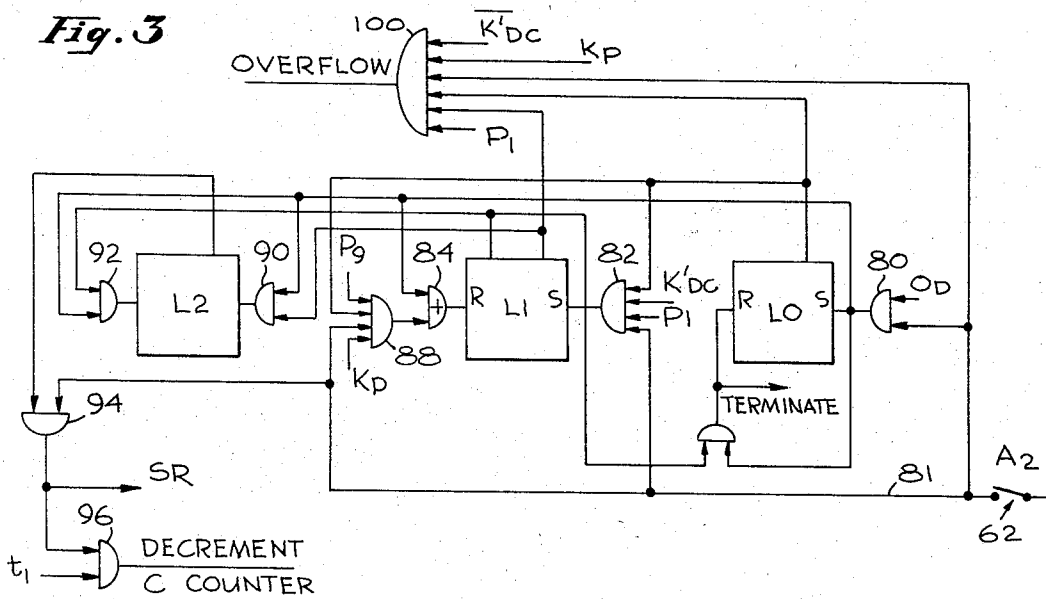 Fig. 3
100
K'DC
KP
OVERFLOW
P1
92
L2
90
P9
84
R L1 S
82
K'DC
P1
R L0 S
80
OD
88
KP
94
TERMINATE
SR
81
A2
62
96
t1
DECREMENT
C COUNTER
+